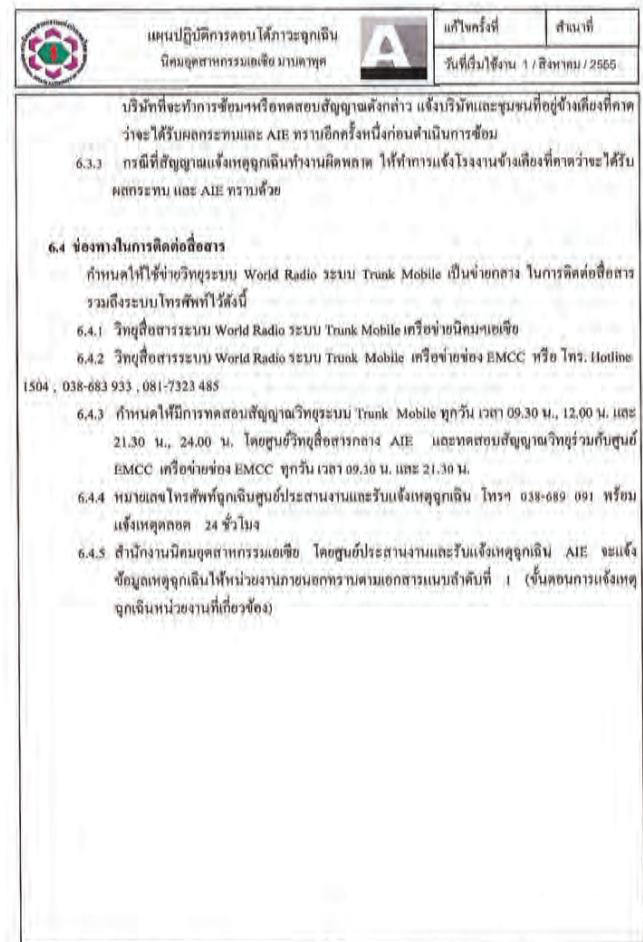 แผนปฏิบัติการตอบโต้ภาวะฉุกเฉิน
นิคมอุตสาหกรรมเอเชีย มาบตาพุด
A
แก้ไขครั้งที่
สำเนาที่
วันที่เริ่มใช้งาน 1 / สิงหาคม / 2555
บริษัทที่จะทำการซ้อมฯหรือทดสอบสัญญาณดังกล่าว แจ้งบริษัทและชุมชนที่อยู่ข้างเคียงที่คาด
ว่าจะได้รับผลกระทบและ AIE ทราบอีกครั้งหนึ่งก่อนดำเนินการซ้อม
6.3.3 กรณีที่สัญญาณแจ้งเหตุฉุกเฉินทำงานผิดพลาด ให้ทำการแจ้งโรงงานข้างเคียงที่คาดว่าจะได้รับ
ผลกระทบ และ AIE ทราบด้วย
6.4 ช่องทางในการติดต่อสื่อสาร
กำหนดให้ใช้ข่ายวิทยุระบบ World Radio ระบบ Trunk Mobile เป็นข่ายกลาง ในการติดต่อสื่อสาร
รวมถึงระบบโทรศัพท์ไว้ดังนี้
6.4.1 วิทยุสื่อสารระบบ World Radio ระบบ Trunk Mobile เครือข่ายนิคมฯเอเชีย
6.4.2 วิทยุสื่อสารระบบ World Radio ระบบ Trunk Mobile เครือข่ายช่อง EMCC หรือ โทร. Hotline
1504 , 038-683 933 , 081-7323 485
6.4.3 กำหนดให้มีการทดสอบสัญญาณวิทยุระบบ Trunk Mobile ทุกวัน เวลา 09.30 น., 12.00 น. และ
21.30 น., 24.00 น. โดยศูนย์วิทยุสื่อสารกลาง AIE และทดสอบสัญญาณวิทยุร่วมกับศูนย์
EMCC เครือข่ายช่อง EMCC ทุกวัน เวลา 09.30 น. และ 21.30 น.
6.4.4 หมายเลขโทรศัพท์ฉุกเฉินศูนย์ประสานงานและรับแจ้งเหตุฉุกเฉิน โทรฯ 038-689 091 พร้อม
แจ้งเหตุตลอด 24 ชั่วโมง
6.4.5 สำนักงานนิคมอุตสาหกรรมเอเชีย โดยศูนย์ประสานงานและรับแจ้งเหตุฉุกเฉิน AIE จะแจ้ง
ข้อมูลเหตุฉุกเฉินให้หน่วยงานภายนอกทราบตามเอกสารแนบลำดับที่ 1 (ขั้นตอนการแจ้งเหตุ
ฉุกเฉินหน่วยงานที่เกี่ยวข้อง)